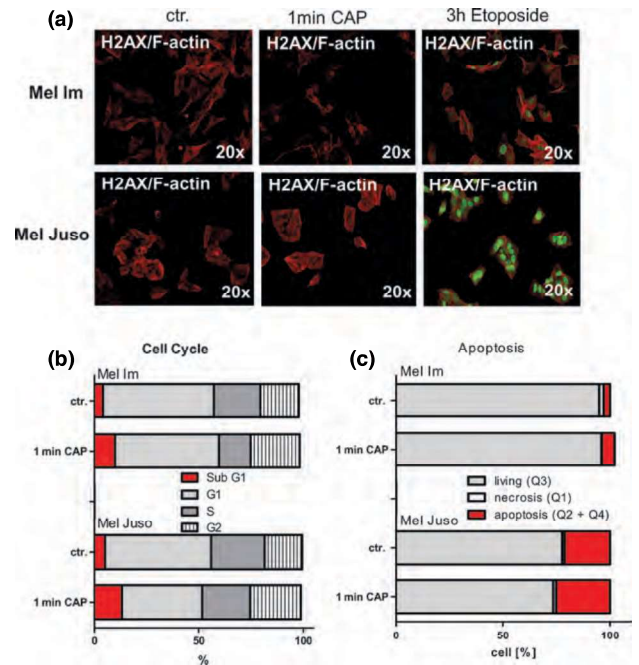 (a)
ctr. 1min CAP 3h Etoposide
Mel Im
H2AX/F-actin H2AX/F-actin H2AX/F-actin
20x 20x 20x
Mel Juso
H2AX/F-actin H2AX/F-actin H2AX/F-actin
20x 20x 20x
(b)
Cell Cycle
Mel Im
ctr.
1 min CAP
Sub G1
G1
S
G2
Mel Juso
ctr.
1 min CAP
0 50 100
%
(c)
Apoptosis
Mel Im
ctr.
1 min CAP
living (Q3)
necrosis (Q1)
apoptosis (Q2 + Q4)
Mel Juso
ctr.
1 min CAP
0 50 100
cell [%]